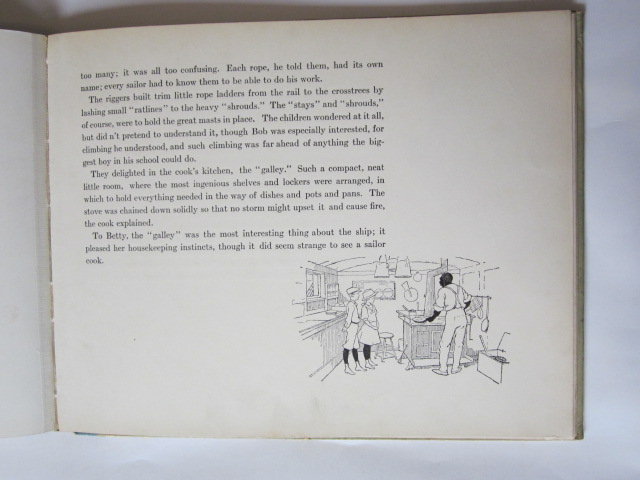 too many; it was all too confusing. Each rope, he told them, had its own
name; every sailor had to know them to be able to do his work.
The riggers built trim little rope ladders from the rail to the crosstrees by
lashing small "ratlines" to the heavy "shrouds." The "stays" and "shrouds,"
of course, were to hold the great masts in place. The children wondered at it all,
but did n't pretend to understand it, though Bob was especially interested, for
climbing he understood, and such climbing was far ahead of anything the big-
gest boy in his school could do.
They delighted in the cook's kitchen, the "galley." Such a compact, neat
little room, where the most ingenious shelves and lockers were arranged, in
which to hold everything needed in the way of dishes and pots and pans. The
stove was chained down solidly so that no storm might upset it and cause fire,
the cook explained.
To Betty, the "galley" was the most interesting thing about the ship; it
pleased her housekeeping instincts, though it did seem strange to see a sailor
cook.